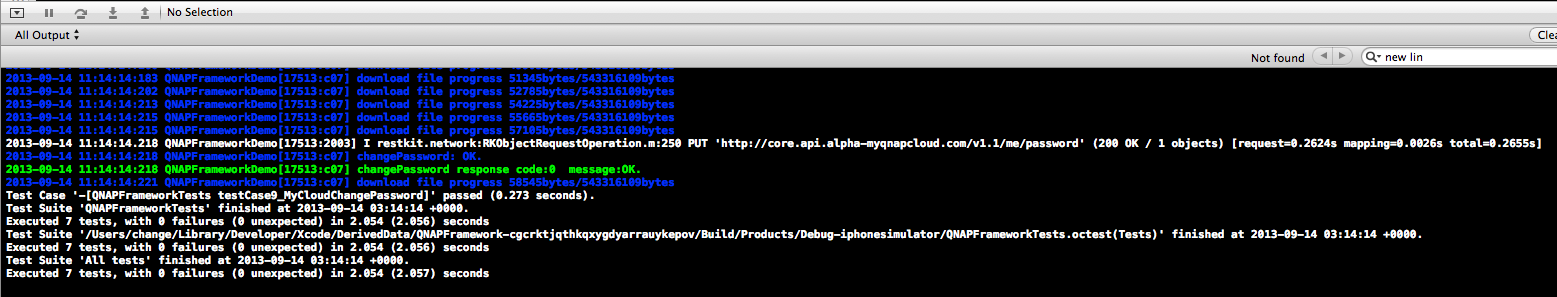 No Selection
All Output
Clea
Not found
new lin
2013-09-14 11:14:14:183 QNAPFrameworkDemo[17513:c07] download file progress 51345bytes/543316109bytes
2013-09-14 11:14:14:202 QNAPFrameworkDemo[17513:c07] download file progress 52785bytes/543316109bytes
2013-09-14 11:14:14:213 QNAPFrameworkDemo[17513:c07] download file progress 54225bytes/543316109bytes
2013-09-14 11:14:14:215 QNAPFrameworkDemo[17513:c07] download file progress 55665bytes/543316109bytes
2013-09-14 11:14:14:215 QNAPFrameworkDemo[17513:c07] download file progress 57105bytes/543316109bytes
2013-09-14 11:14:14.218 QNAPFrameworkDemo[17513:2003] I restkit.network:RKObjectRequestOperation.m:250 PUT 'http://core.api.alpha-myqnapcloud.com/v1.1/me/password' (200 OK / 1 objects) [request=0.2624s mapping=0.0026s total=0.2655s]
2013-09-14 11:14:14:218 QNAPFrameworkDemo[17513:c07] changePassword: OK.
2013-09-14 11:14:14:218 QNAPFrameworkDemo[17513:c07] changePassword response code:0  message:OK.
2013-09-14 11:14:14:221 QNAPFrameworkDemo[17513:c07] download file progress 58545bytes/543316109bytes
Test Case '-[QNAPFrameworkTests testCase9_MyCloudChangePassword]' passed (0.273 seconds).
Test Suite 'QNAPFrameworkTests' finished at 2013-09-14 03:14:14 +0000.
Executed 7 tests, with 0 failures (0 unexpected) in 2.054 (2.056) seconds
Test Suite '/Users/change/Library/Developer/Xcode/DerivedData/QNAPFramework-cgcrktjqthkqxygdyarrauykepov/Build/Products/Debug-iphonesimulator/QNAPFrameworkTests.octest(Tests)' finished at 2013-09-14 03:14:14 +0000.
Executed 7 tests, with 0 failures (0 unexpected) in 2.054 (2.056) seconds
Test Suite 'All tests' finished at 2013-09-14 03:14:14 +0000.
Executed 7 tests, with 0 failures (0 unexpected) in 2.054 (2.057) seconds